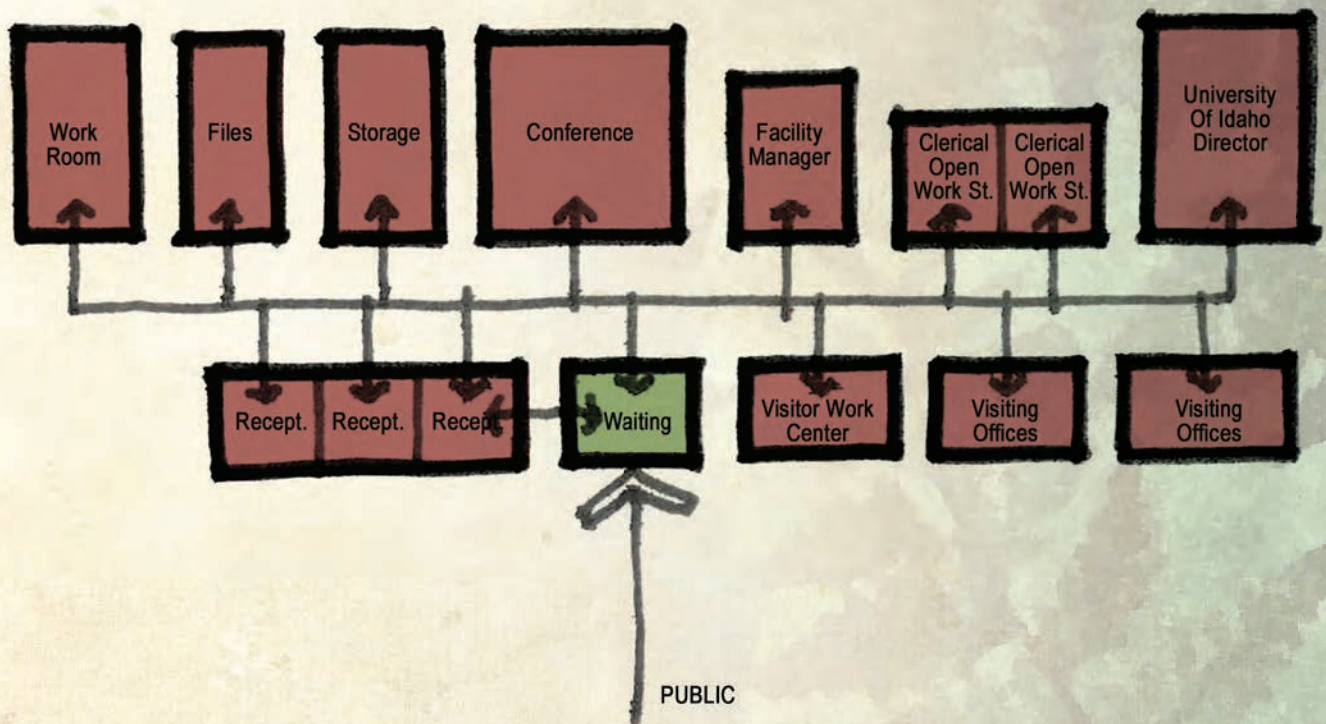 Work
Room
Files
Storage
Conference
Facility
Manager
Clerical
Open
Work St.
Clerical
Open
Work St.
University
Of Idaho
Director
Recept.
Recept.
Recept.
Waiting
Visitor Work
Center
Visiting
Offices
Visiting
Offices
PUBLIC